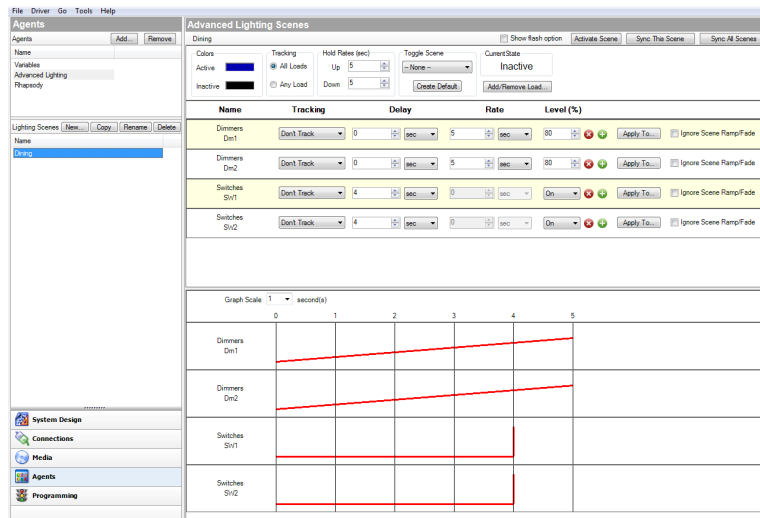 File Driver Go Tools Help
Agents
Agents Add... Remove
Name
Variables
Advanced Lighting
Rhapsody
Lighting Scenes New... Copy Rename Delete
Name
Dining
System Design
Connections
Media
Agents
Programming
Advanced Lighting Scenes
Dining Show flash option Activate Scene Sync This Scene Sync All Scenes
Colors Tracking Hold Rates (sec) Toggle Scene Current State
Active All Loads Up 5 -- None -- Inactive
Inactive Any Load Down 5 Create Default Add/Remove Load...
Name Tracking Delay Rate Level (%)
Dimmers
Dm1 Don't Track 0 sec 5 sec 80 Apply To... Ignore Scene Ramp/Fade
Dimmers
Dm2 Don't Track 0 sec 5 sec 80 Apply To... Ignore Scene Ramp/Fade
Switches
SW1 Don't Track 4 sec 0 sec On Apply To... Ignore Scene Ramp/Fade
Switches
SW2 Don't Track 4 sec 0 sec On Apply To... Ignore Scene Ramp/Fade
Graph Scale 1 second(s)
0 1 2 3 4 5
Dimmers
Dm1
Dimmers
Dm2
Switches
SW1
Switches
SW2